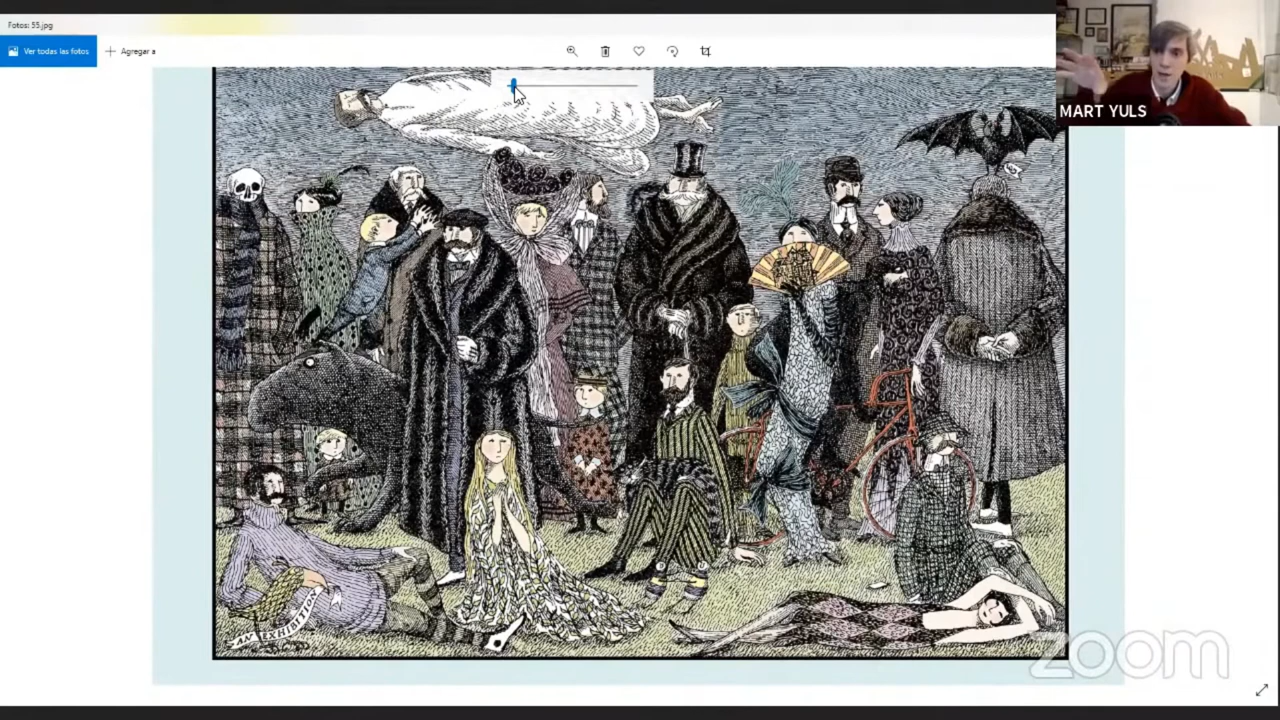 Fotos: 55.jpg
Ver todas las fotos
Agregar a
MART YULS
AN EXHIBITION
zoom